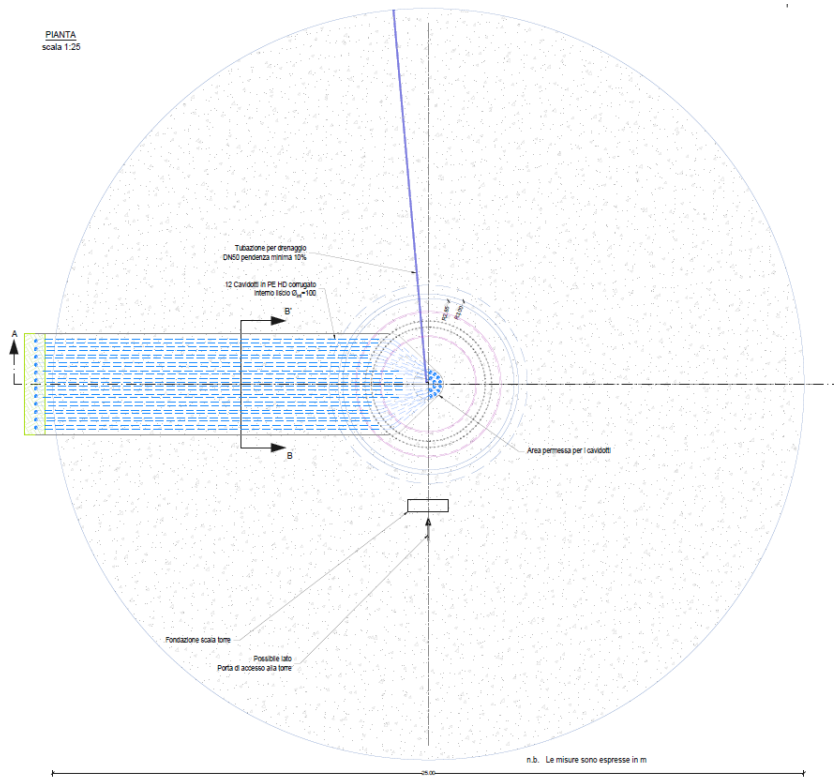 PIANTA
scala 1:25
Tubazione per drenaggio
DN50 pendenza minima 10%
12 Cavidotti in PE HD corrugato
interno liscio Ø =100
B'
A
B
Area permessa per i cavidotti
Fondazione scala torre
Possibile lato
Porta di accesso alla torre
n.b. Le misure sono espresse in m
25.00